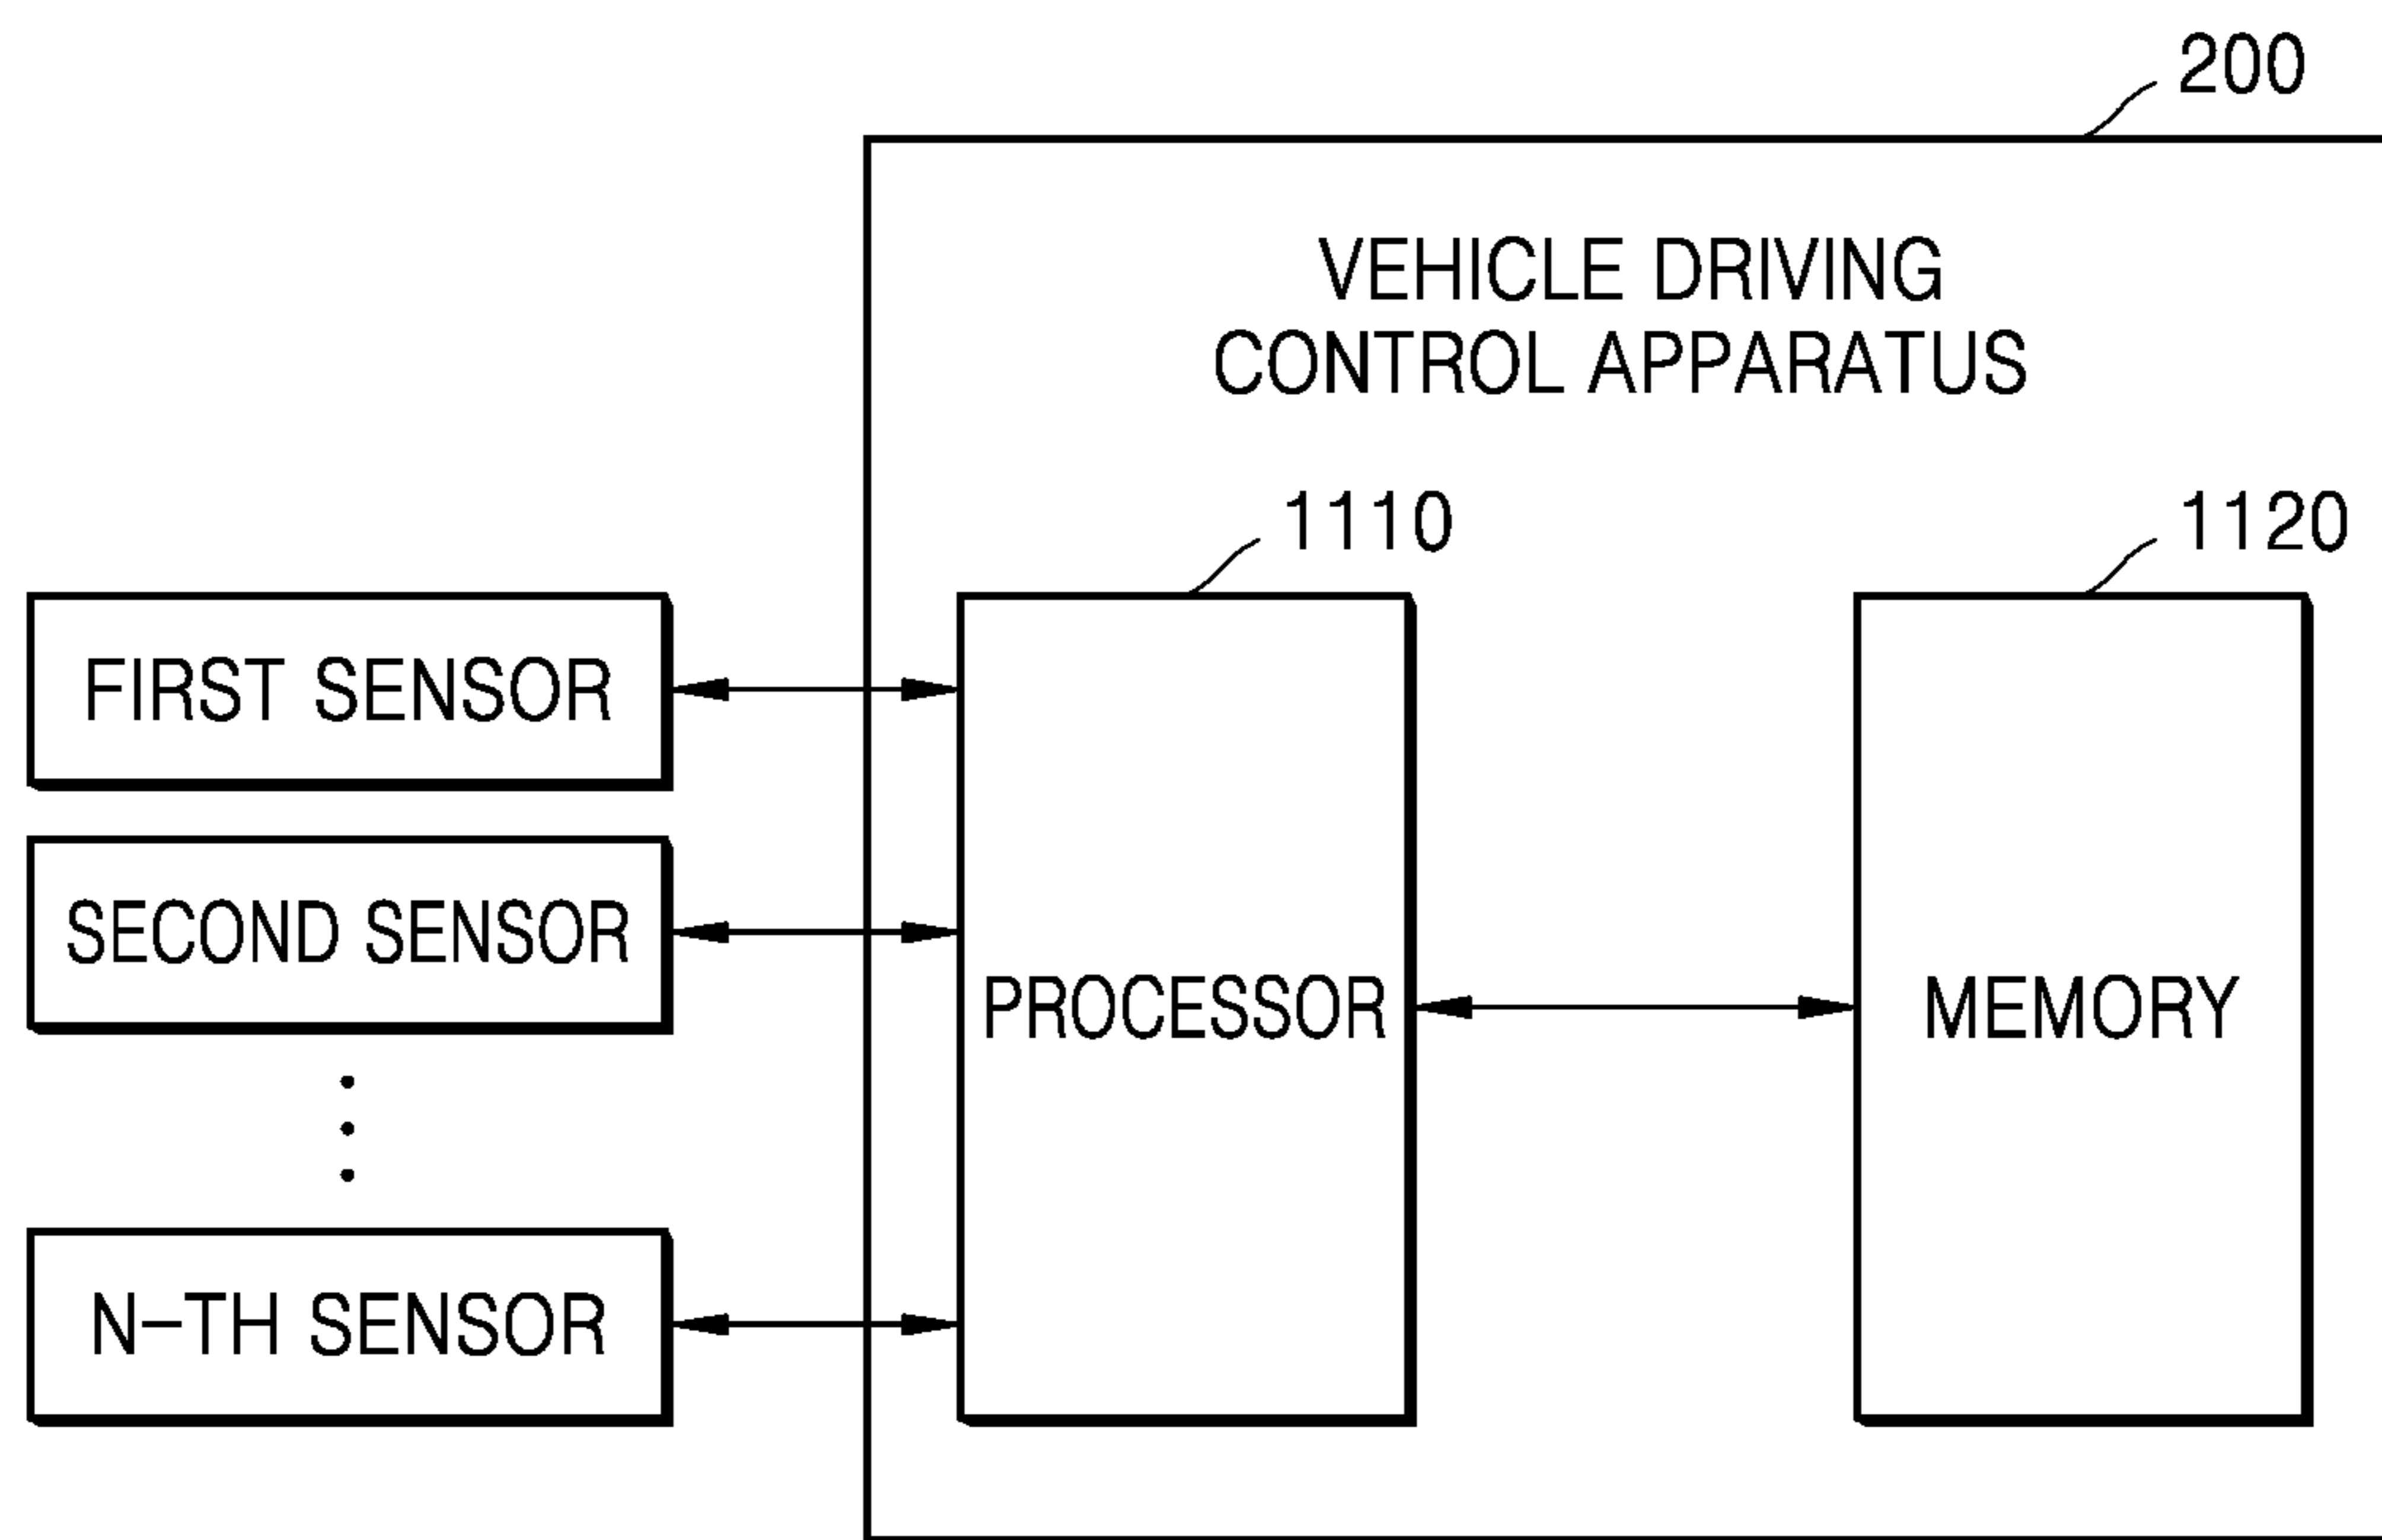 200
VEHICLE DRIVING
CONTROL APPARATUS
1110
1120
FIRST SENSOR
SECOND SENSOR
PROCESSOR
MEMORY
N-TH SENSOR